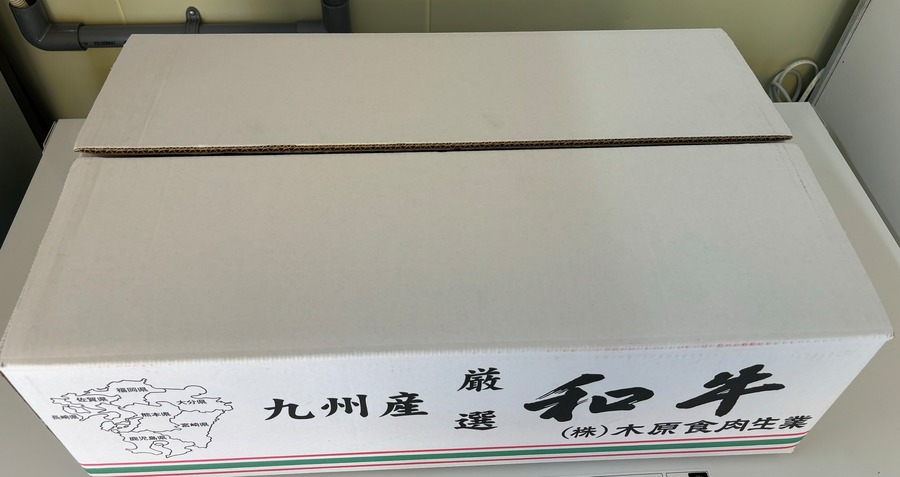 福岡県
佐賀県
大分県
長崎県
熊本県
宮崎県
鹿児島県
九州産
厳選
和牛
(株)木原食肉生業